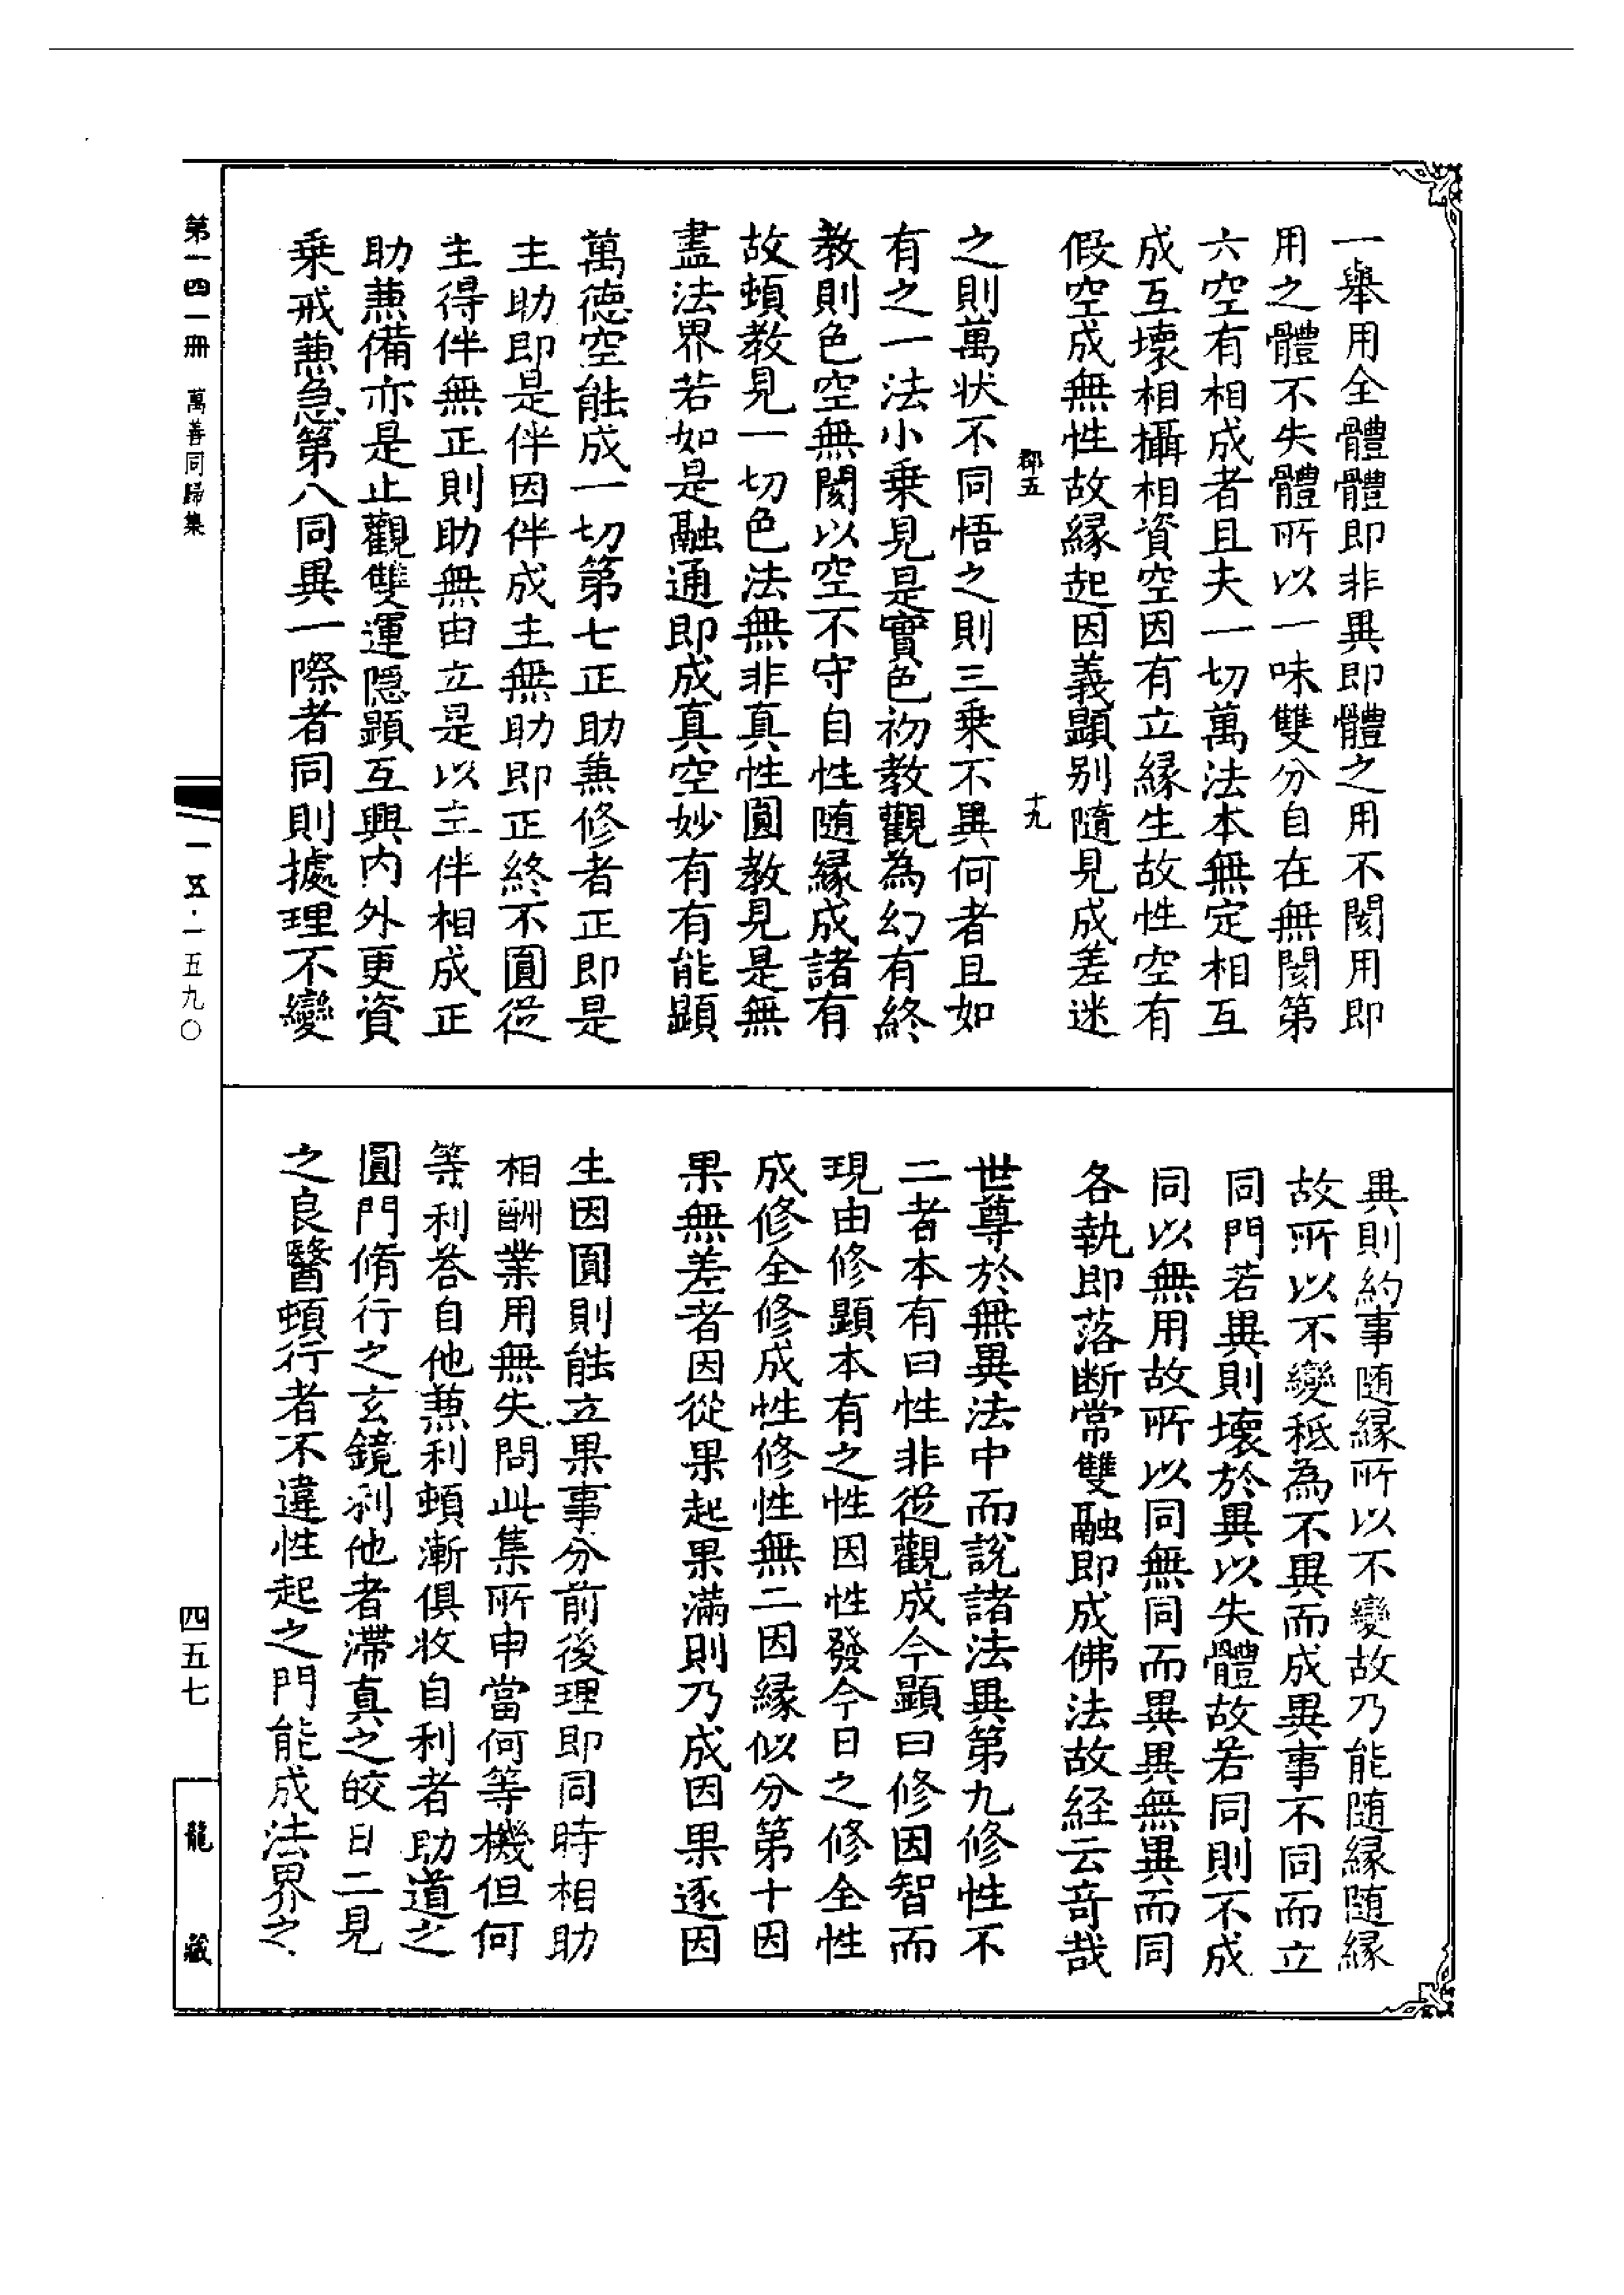 一舉用全體體即非異即體之用不閡用即
用之體不失體所以一味雙分自在無閡第
六空有相成者且夫一切萬法本無定相互
成互壞相攝相資空因有立緣生故性空有
假空成無性故緣起因義顯別隨見成差迷
郡五
十九
之則萬状不同悟之則三乗不異何者且如
有之一法小乗見是實色初教觀為幻有終
教則色空無閡以空不守自性随緣成諸有
故頓教見一切色法無非真性圓教見是無
盡法界若如是融通即成真空妙有有能顯
萬德空能成一切第七正助兼修者正即是
主助即是伴因伴成主無助即正終不圓從
主得伴無正則助無由立是以主伴相成正
助兼備亦是止觀雙運隱顯互興內外更資
乗戒兼急第八同異一際者同則據理不變
異則約事随緣所以不變故乃能随緣随緣
故所以不變秪為不異而成異事不同而立
同門若異則壞於異以失體故若同則不成
同以無用故所以同無同而異異無異而同
各執即落断常雙融即成佛法故経云奇哉
世尊於無異法中而說諸法異第九修性不
二者本有曰性非從觀成今顯曰修因智而
現由修顯本有之性因性發今日之修全性
成修全修成性修性無二因緣似分第十因
果無差者因從果起果滿則乃成因果逐因
生因圓則能立果事分前後理即同時相助
相酬業用無失問此集所申當何等機但何
等利荅自他兼利頓漸俱收自利者助道之
圓門脩行之玄鏡利他者滯真之皎日二見
之良醫頓行者不違性起之門能成法界之
第一四一册　萬善同歸集
一五·一五九〇
四五七
龍藏